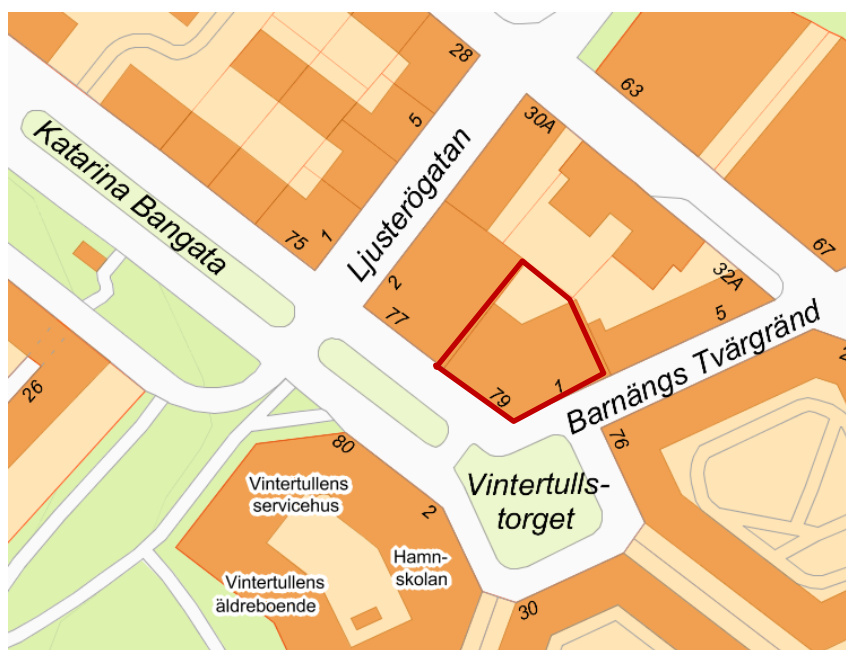 28
63
30A
5
Katarina Bangata
Ljusterögatan
1
75
67
32A
2
5
77
Barnängs Tvärgränd
1
79
26
76
80
Vintertullens
servicehus
Vintertulls-
torget
2
Hamn-
skolan
Vintertullens
äldreboende
30